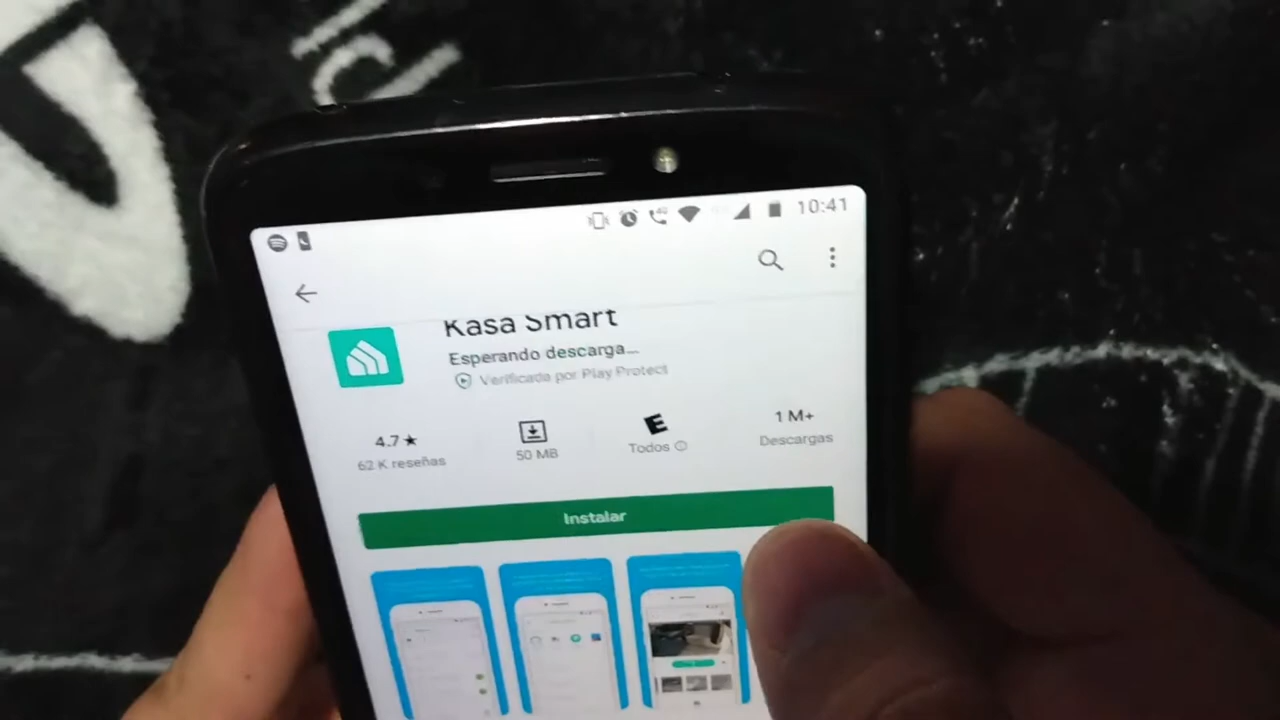 10:41
Kasa Smart
Esperando descarga...
Verificada por Play Protect
4.7 ★
62 K reseñas
50 MB
E
Todos
1 M+
Descargas
Instalar